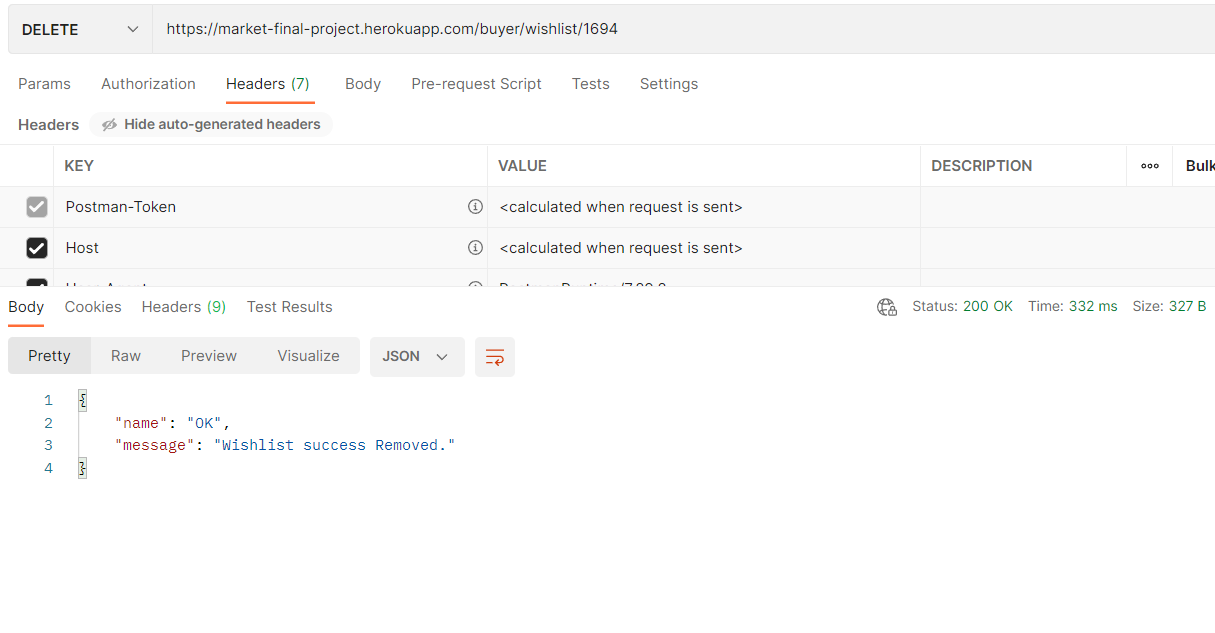 DELETE https://market-final-project.herokuapp.com/buyer/wishlist/1694
Params Authorization Headers (7) Body Pre-request Script Tests Settings
Headers Hide auto-generated headers
KEY VALUE DESCRIPTION ooo Bulk
Postman-Token <calculated when request is sent>
Host <calculated when request is sent>
Body Cookies Headers (9) Test Results Status: 200 OK Time: 332 ms Size: 327 B
Pretty Raw Preview Visualize JSON
1 {
2 "name": "OK",
3 "message": "Wishlist success Removed."
4 }